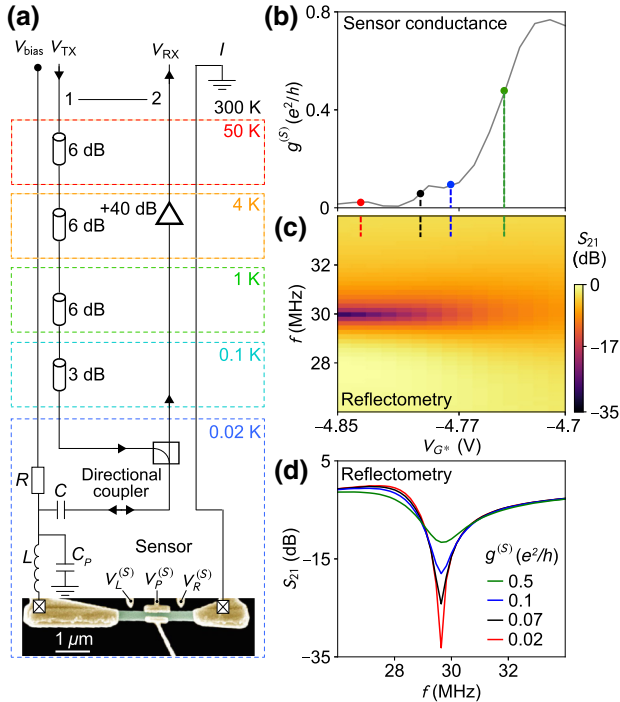 (a)
V_bias V_TX V_RX I
1 2
300 K
50 K
6 dB
4 K
+40 dB
6 dB
1 K
6 dB
0.1 K
3 dB
0.02 K
Directional
coupler
R
C
L
C_P
Sensor
V_L^(S) V_P^(S) V_R^(S)
1 μm
(b)
Sensor conductance
g^(S) (e²/h)
0.8
0.4
0
(c)
S₂₁
(dB)
0
−17
−35
f (MHz)
32
30
28
Reflectometry
−4.85 −4.77 −4.7
V_G* (V)
(d)
Reflectometry
S₂₁ (dB)
5
−15
−35
g^(S) (e²/h)
0.5
0.1
0.07
0.02
28 30 32
f (MHz)